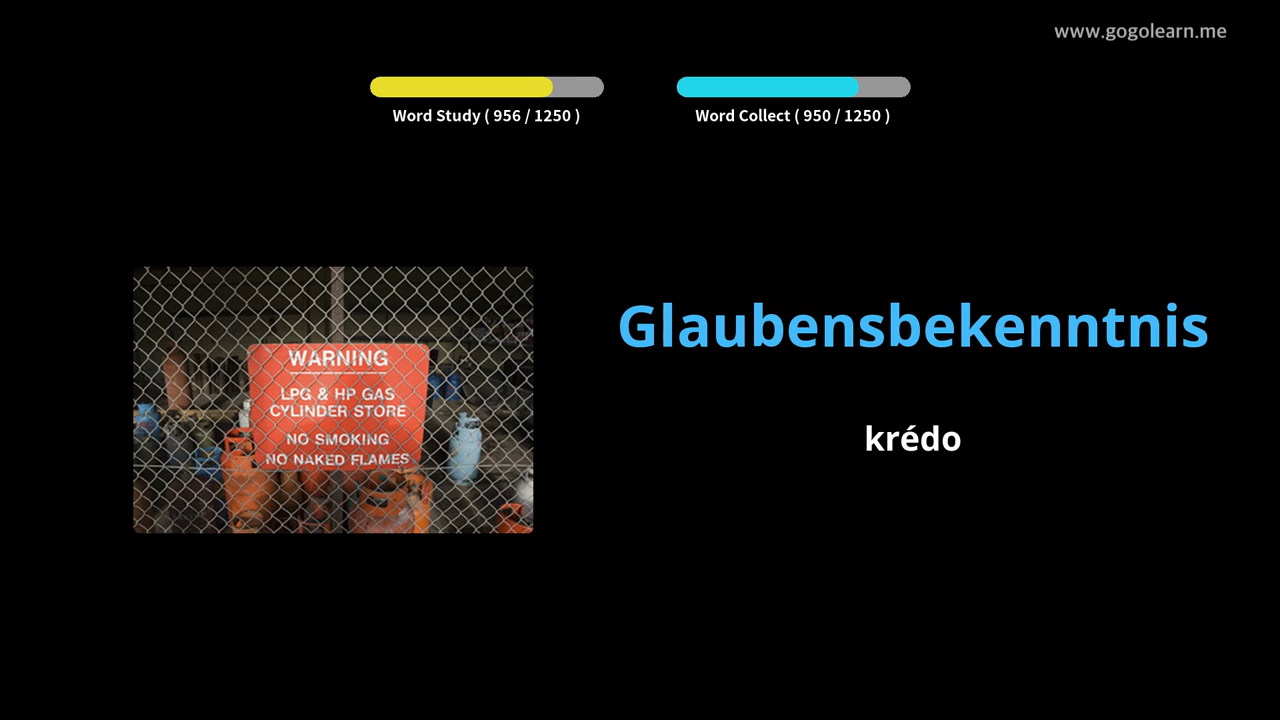 www.gogolearn.me
Word Study ( 956 / 1250 )
Word Collect ( 950 / 1250 )
WARNING
LPG & HP GAS
CYLINDER STORE
NO SMOKING
NO NAKED FLAMES
Glaubensbekenntnis
krédo